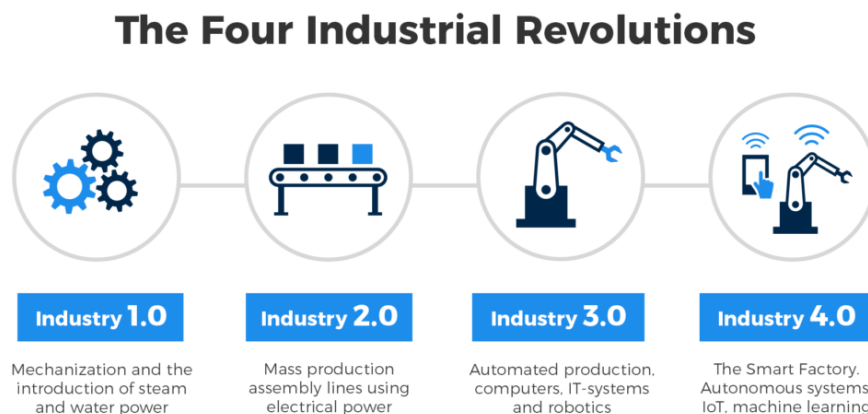 The Four Industrial Revolutions
Industry 1.0
Mechanization and the
introduction of steam
and water power
Industry 2.0
Mass production
assembly lines using
electrical power
Industry 3.0
Automated production,
computers, IT-systems
and robotics
Industry 4.0
The Smart Factory.
Autonomous systems
IoT, machine learning